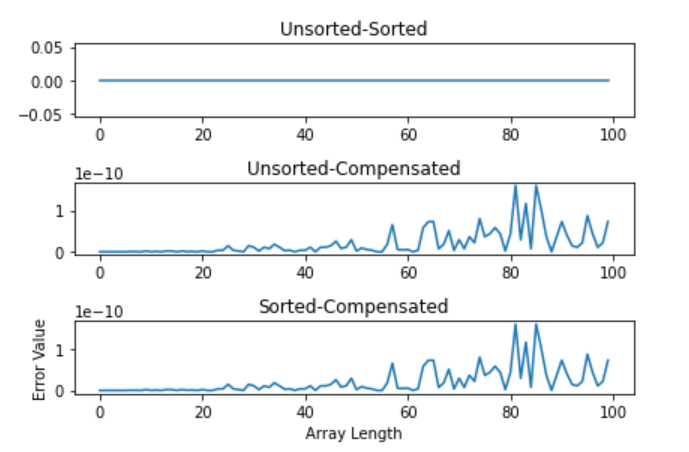 Unsorted-Sorted
0.05
0.00
−0.05
0 20 40 60 80 100
Unsorted-Compensated
1e−10
1
0
0 20 40 60 80 100
Sorted-Compensated
1e−10
1
0
Error Value
0 20 40 60 80 100
Array Length